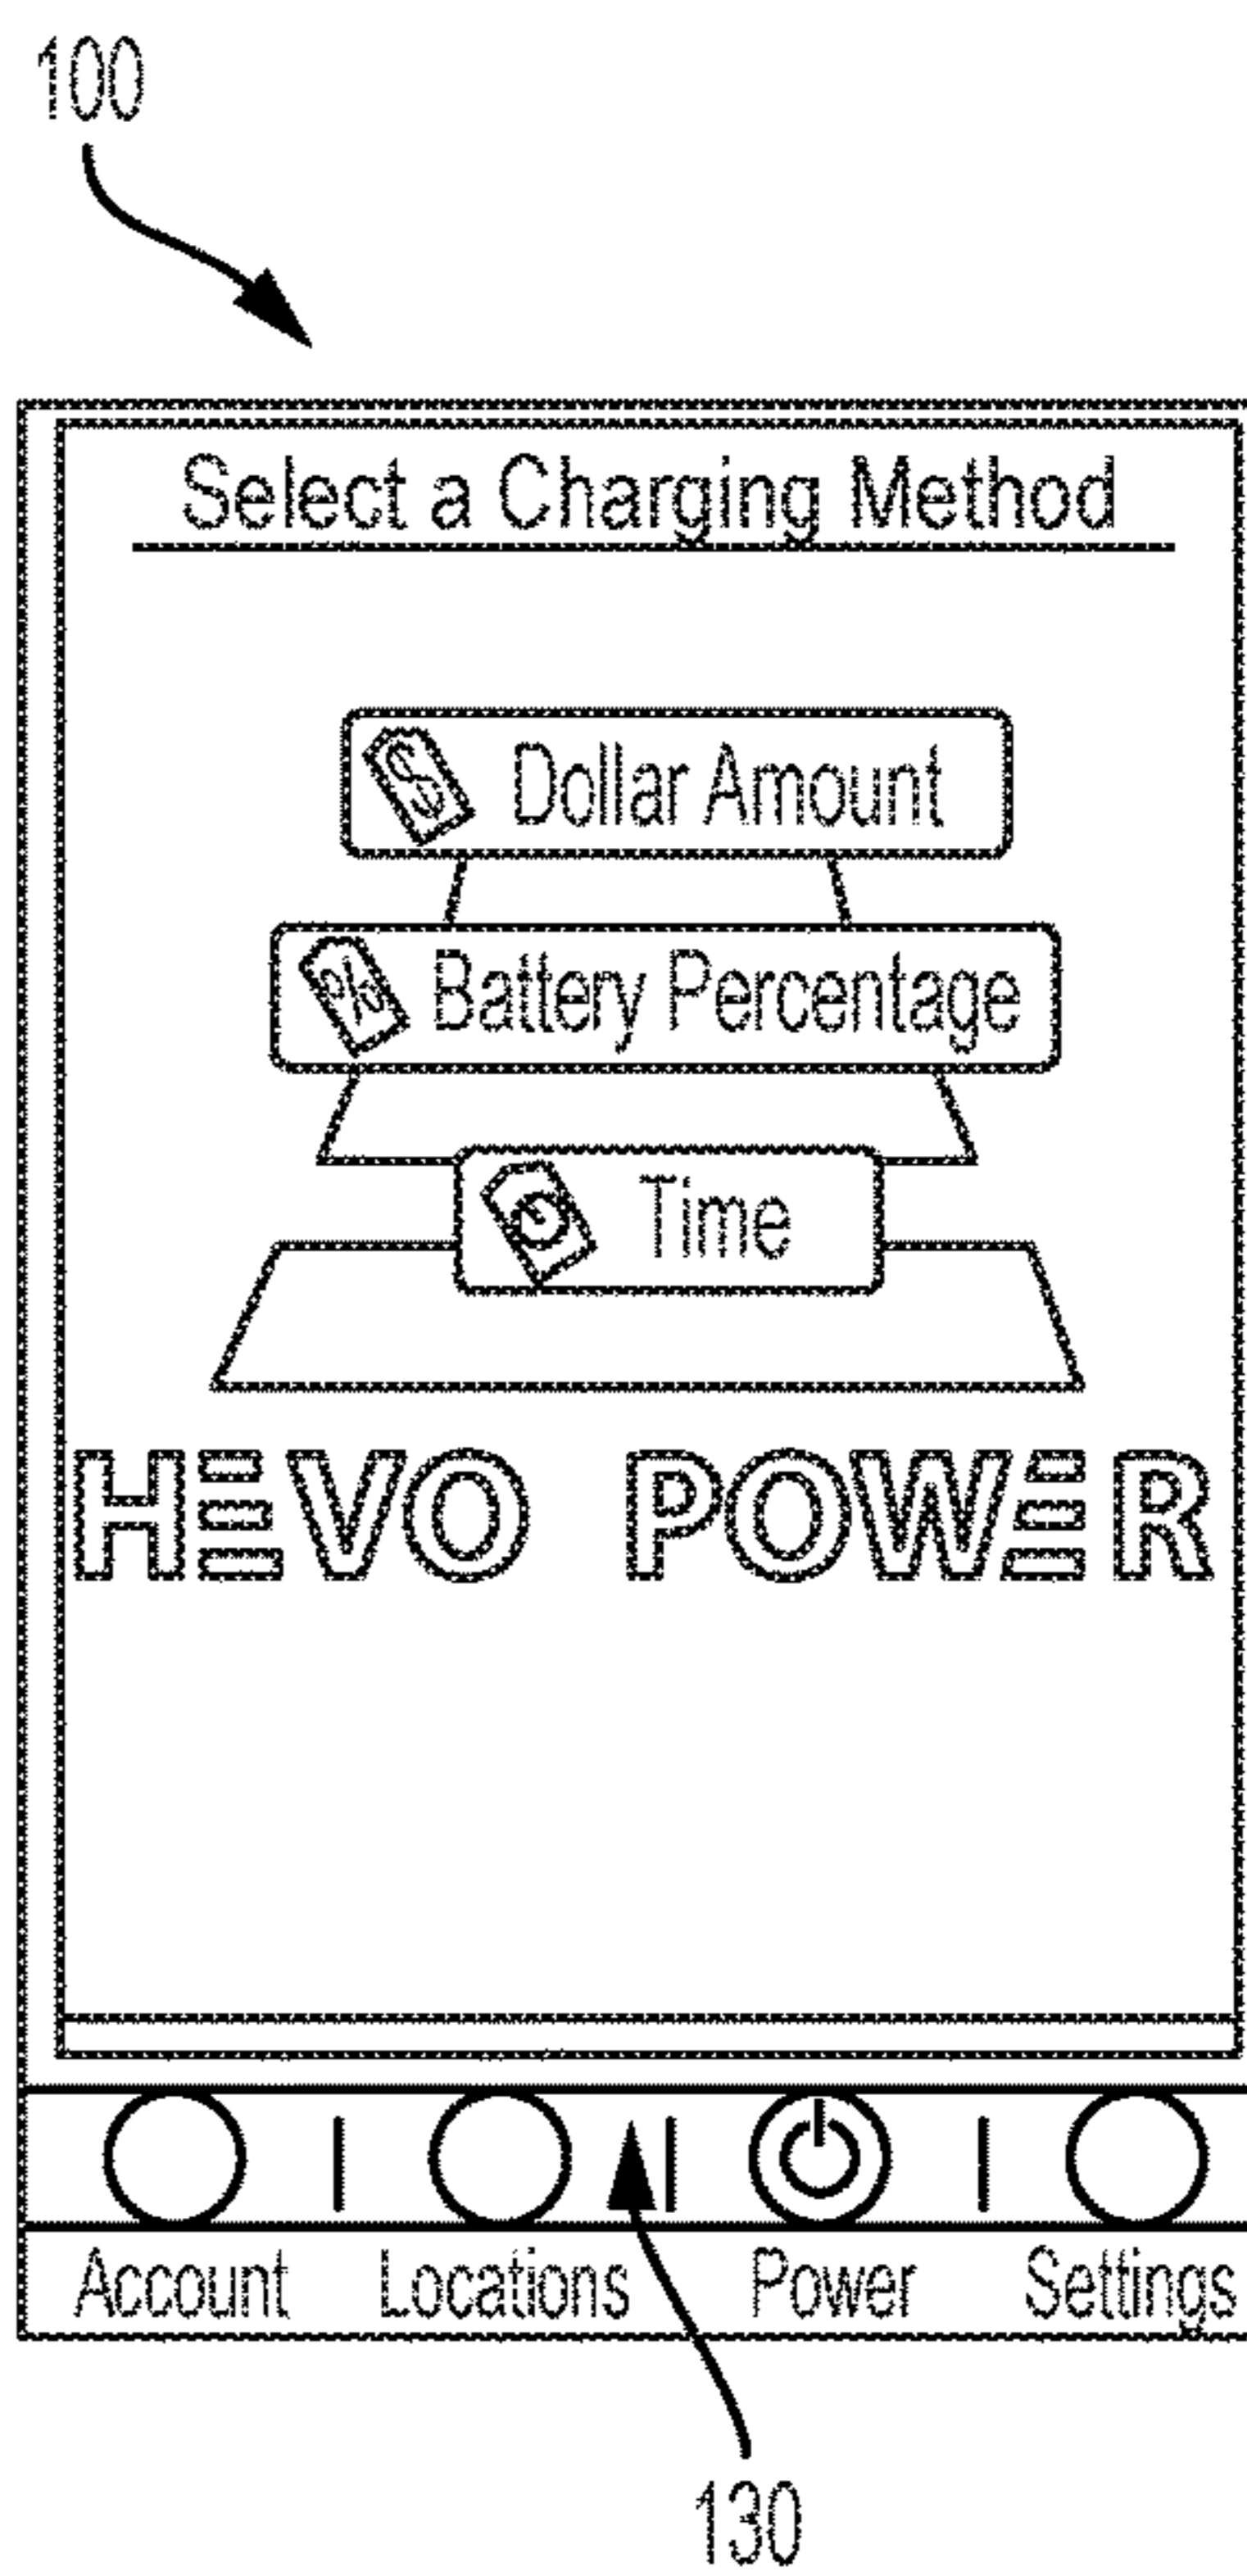 100
Select a Charging Method
$ Dollar Amount
% Battery Percentage
Time
HEVO POWER
Account Locations Power Settings
130